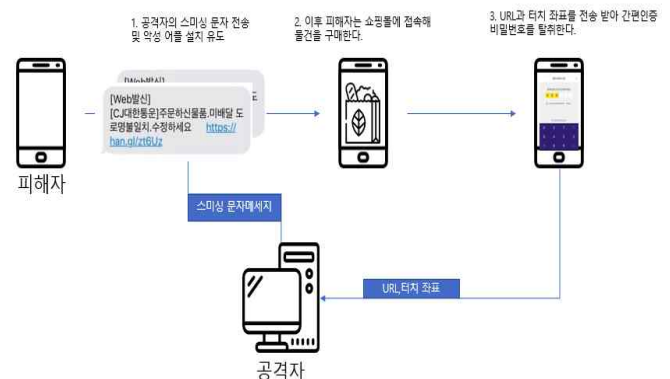 1. 공격자의 스미싱 문자 전송
및 악성 어플 설치 유도
2. 이후 피해자는 쇼핑몰에 접속해
물건을 구매한다.
3. URL과 터치 좌표를 전송 받아 간편인증
비밀번호를 탈취한다.
[Web발신]
[Web발신]
[CJ대한통운]주문하신물품.미배달 도
로명불일치.수정하세요 https://
han.gl/zt6Uz
피해자
스미싱 문자메세지
URL,터치 좌표
공격자